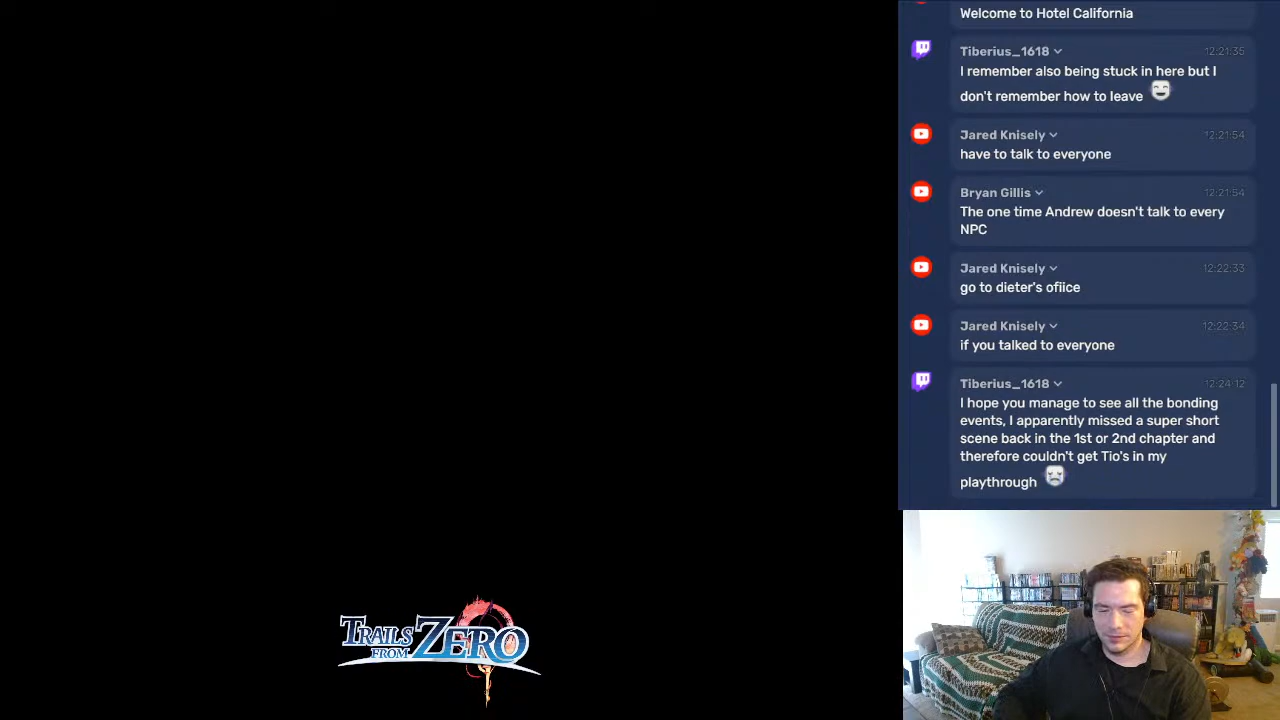 Welcome to Hotel California
Tiberius_1618 12:21:35
I remember also being stuck in here but I
don't remember how to leave
Jared Knisely 12:21:54
have to talk to everyone
Bryan Gillis 12:21:54
The one time Andrew doesn't talk to every
NPC
Jared Knisely 12:22:33
go to dieter's ofiice
Jared Knisely 12:22:34
if you talked to everyone
Tiberius_1618 12:24:12
I hope you manage to see all the bonding
events, I apparently missed a super short
scene back in the 1st or 2nd chapter and
therefore couldn't get Tio's in my
playthrough
TRAILS
FROM ZERO